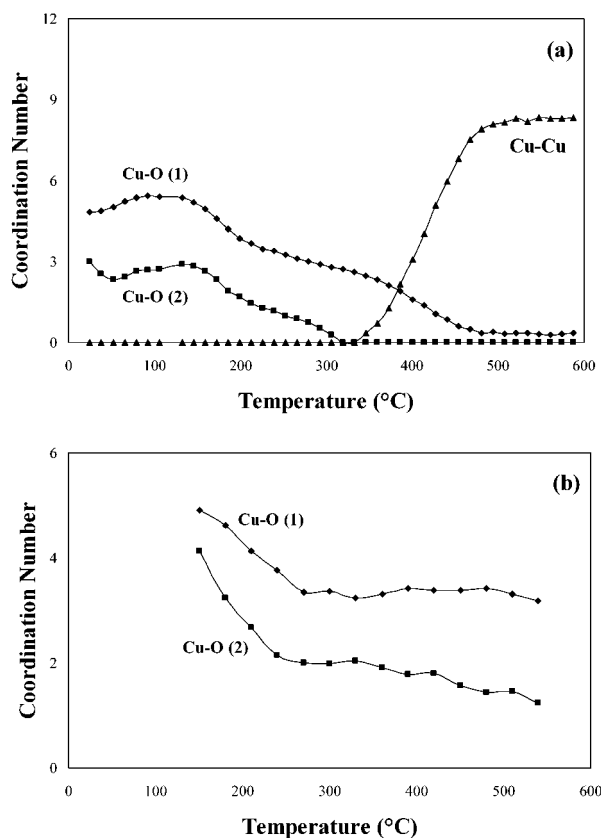 12
(a)
9
Cu-Cu
Coordination Number
6
Cu-O (1)
3
Cu-O (2)
0
0 100 200 300 400 500 600
Temperature (°C)
6
(b)
Cu-O (1)
Coordination Number
4
Cu-O (2)
2
0
0 100 200 300 400 500 600
Temperature (°C)